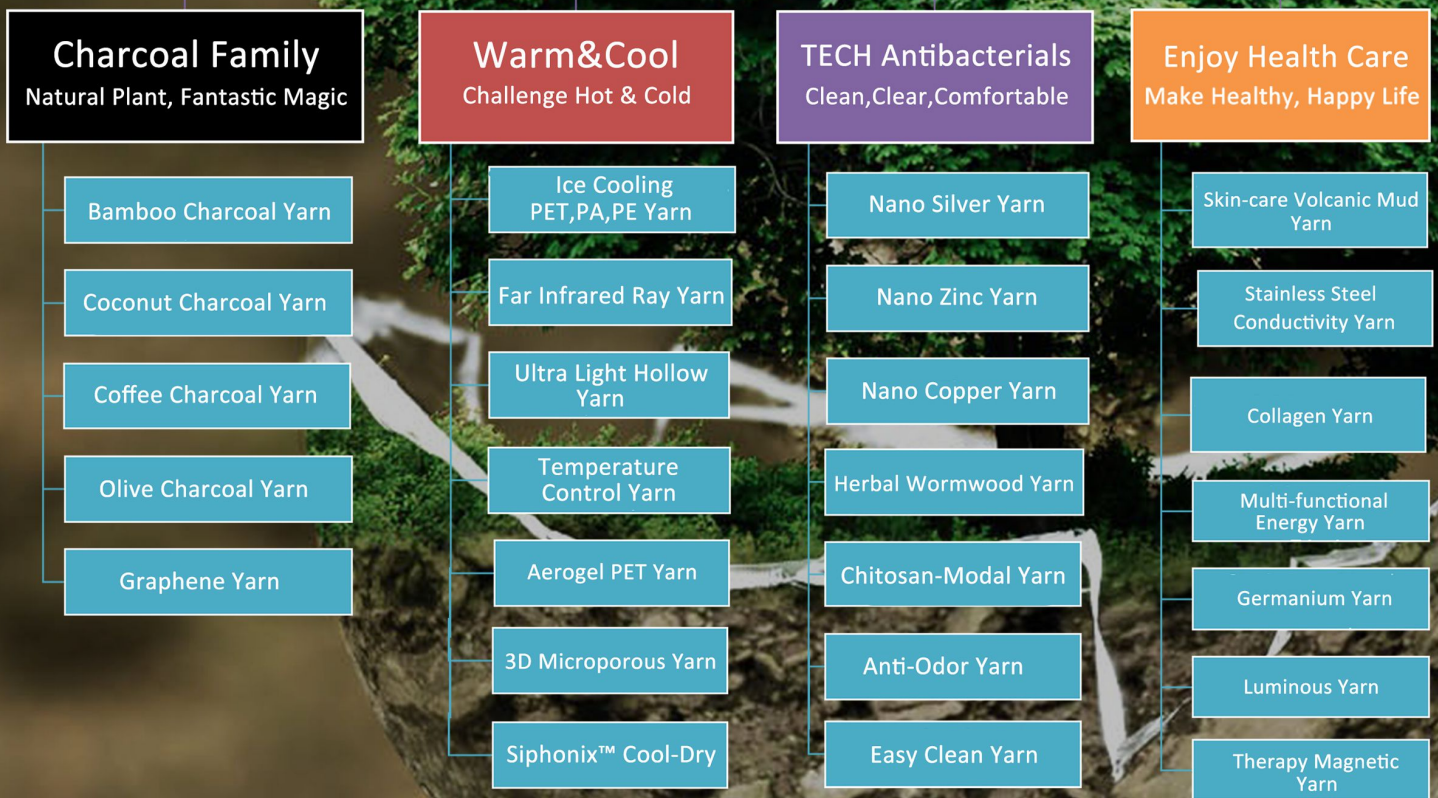 Charcoal Family
Natural Plant, Fantastic Magic
Bamboo Charcoal Yarn
Coconut Charcoal Yarn
Coffee Charcoal Yarn
Olive Charcoal Yarn
Graphene Yarn
Warm&Cool
Challenge Hot & Cold
Ice Cooling
PET,PA,PE Yarn
Far Infrared Ray Yarn
Ultra Light Hollow
Yarn
Temperature
Control Yarn
Aerogel PET Yarn
3D Microporous Yarn
Siphonix™ Cool-Dry
TECH Antibacterials
Clean,Clear,Comfortable
Nano Silver Yarn
Nano Zinc Yarn
Nano Copper Yarn
Herbal Wormwood Yarn
Chitosan-Modal Yarn
Anti-Odor Yarn
Easy Clean Yarn
Enjoy Health Care
Make Healthy, Happy Life
Skin-care Volcanic Mud
Yarn
Stainless Steel
Conductivity Yarn
Collagen Yarn
Multi-functional
Energy Yarn
Germanium Yarn
Luminous Yarn
Therapy Magnetic
Yarn